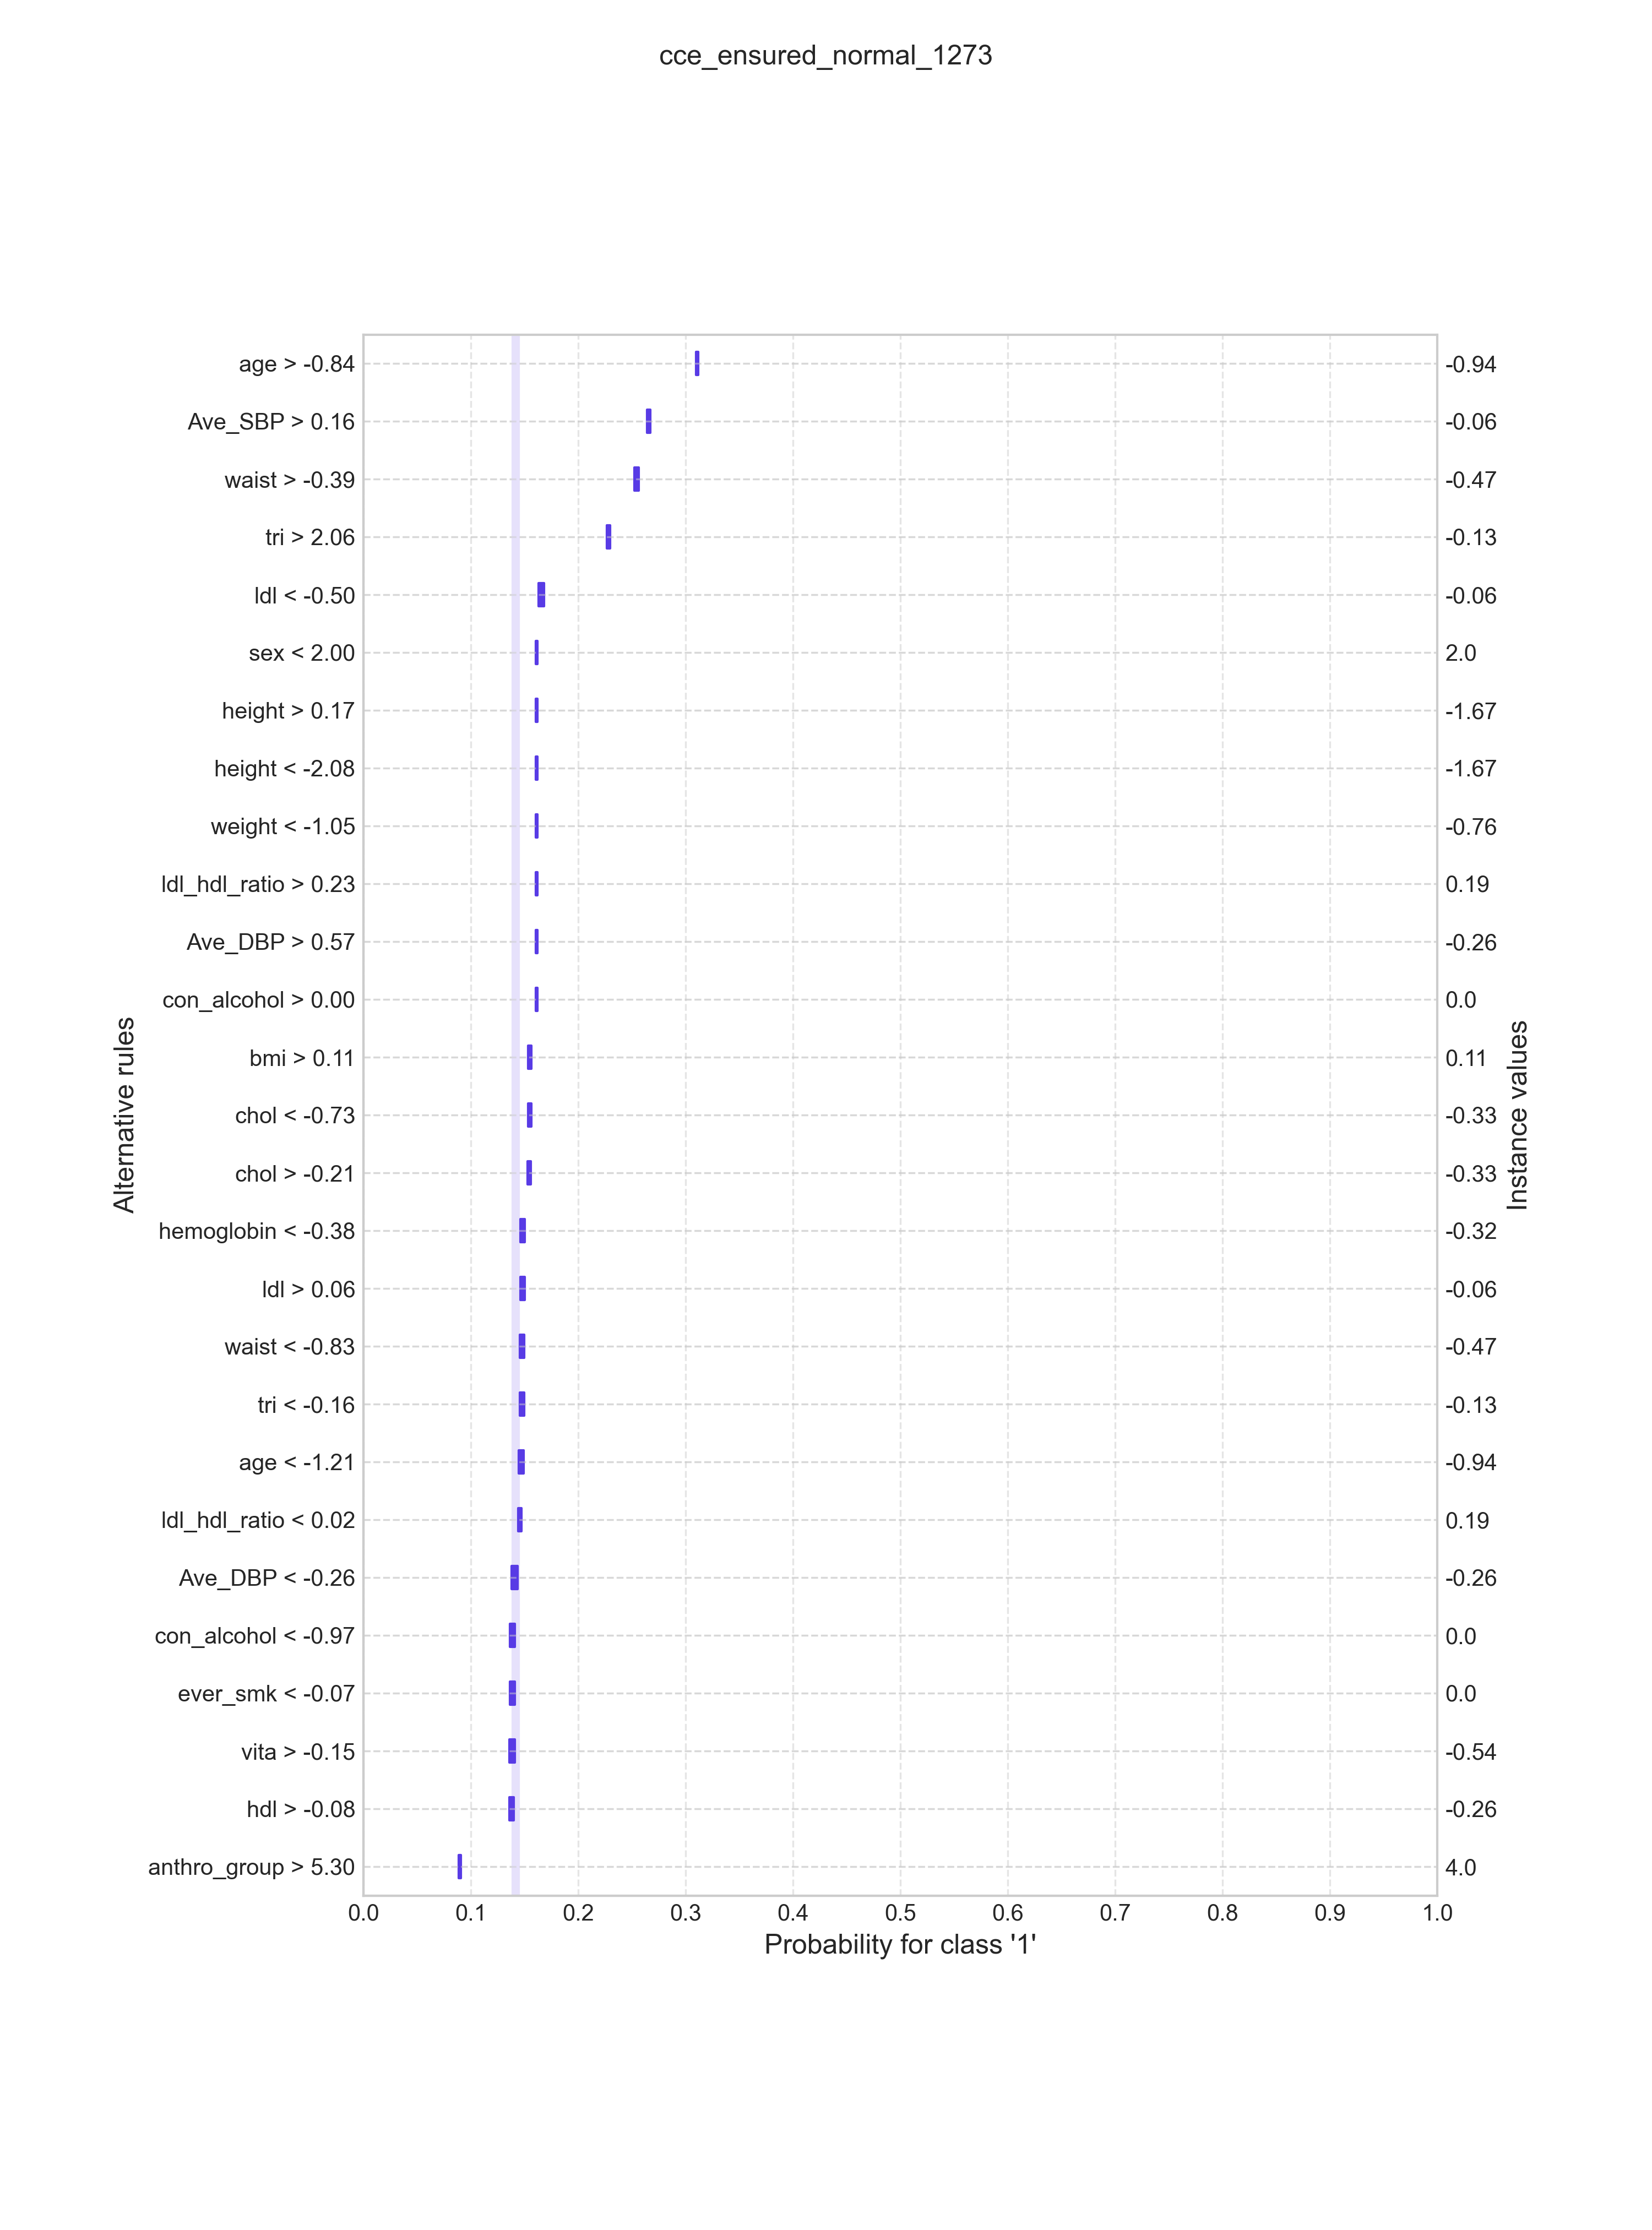 cce_ensured_normal_1273
age > -0.84 -0.94
Ave_SBP > 0.16 -0.06
waist > -0.39 -0.47
tri > 2.06 -0.13
ldl < -0.50 -0.06
sex < 2.00 2.0
height > 0.17 -1.67
height < -2.08 -1.67
weight < -1.05 -0.76
ldl_hdl_ratio > 0.23 0.19
Ave_DBP > 0.57 -0.26
con_alcohol > 0.00 0.0
bmi > 0.11 0.11
chol < -0.73 -0.33
chol > -0.21 -0.33
hemoglobin < -0.38 -0.32
ldl > 0.06 -0.06
waist < -0.83 -0.47
tri < -0.16 -0.13
age < -1.21 -0.94
ldl_hdl_ratio < 0.02 0.19
Ave_DBP < -0.26 -0.26
con_alcohol < -0.97 0.0
ever_smk < -0.07 0.0
vita > -0.15 -0.54
hdl > -0.08 -0.26
anthro_group > 5.30 4.0
Alternative rules
Instance values
0.0 0.1 0.2 0.3 0.4 0.5 0.6 0.7 0.8 0.9 1.0
Probability for class '1'